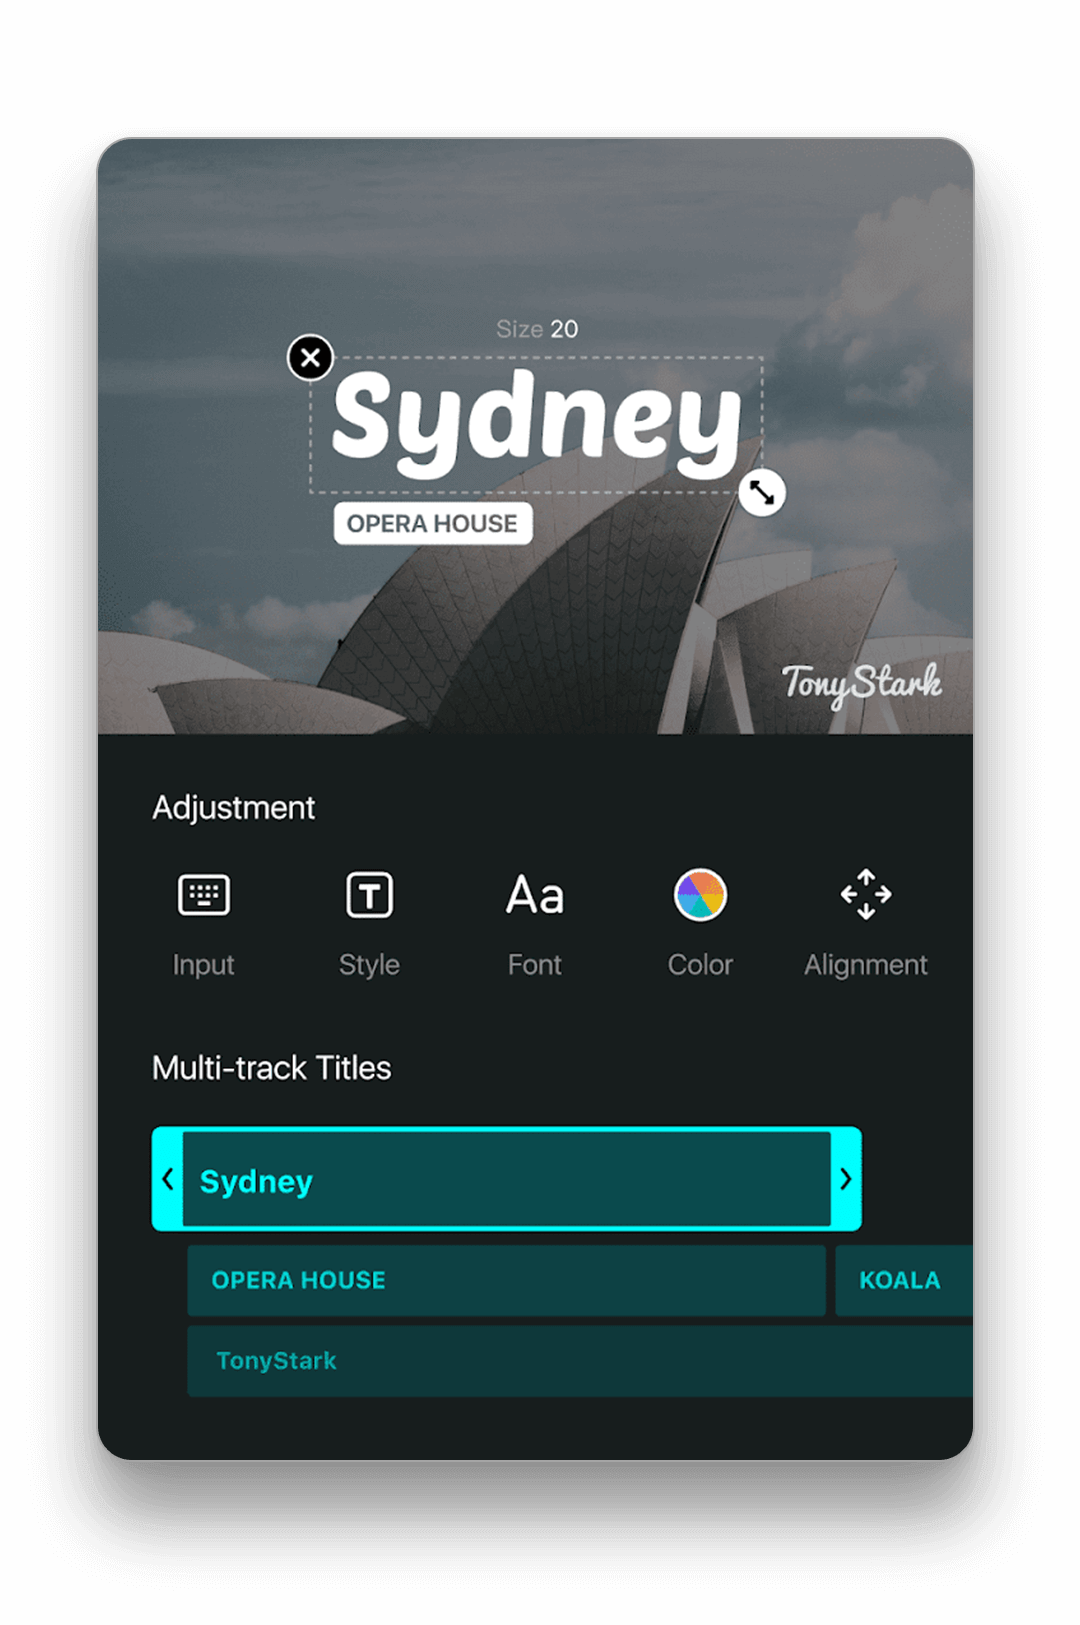 Size 20
Sydney
OPERA HOUSE
TonyStark
Adjustment
T
Aa
Input Style Font Color Alignment
Multi-track Titles
Sydney
OPERA HOUSE KOALA
TonyStark